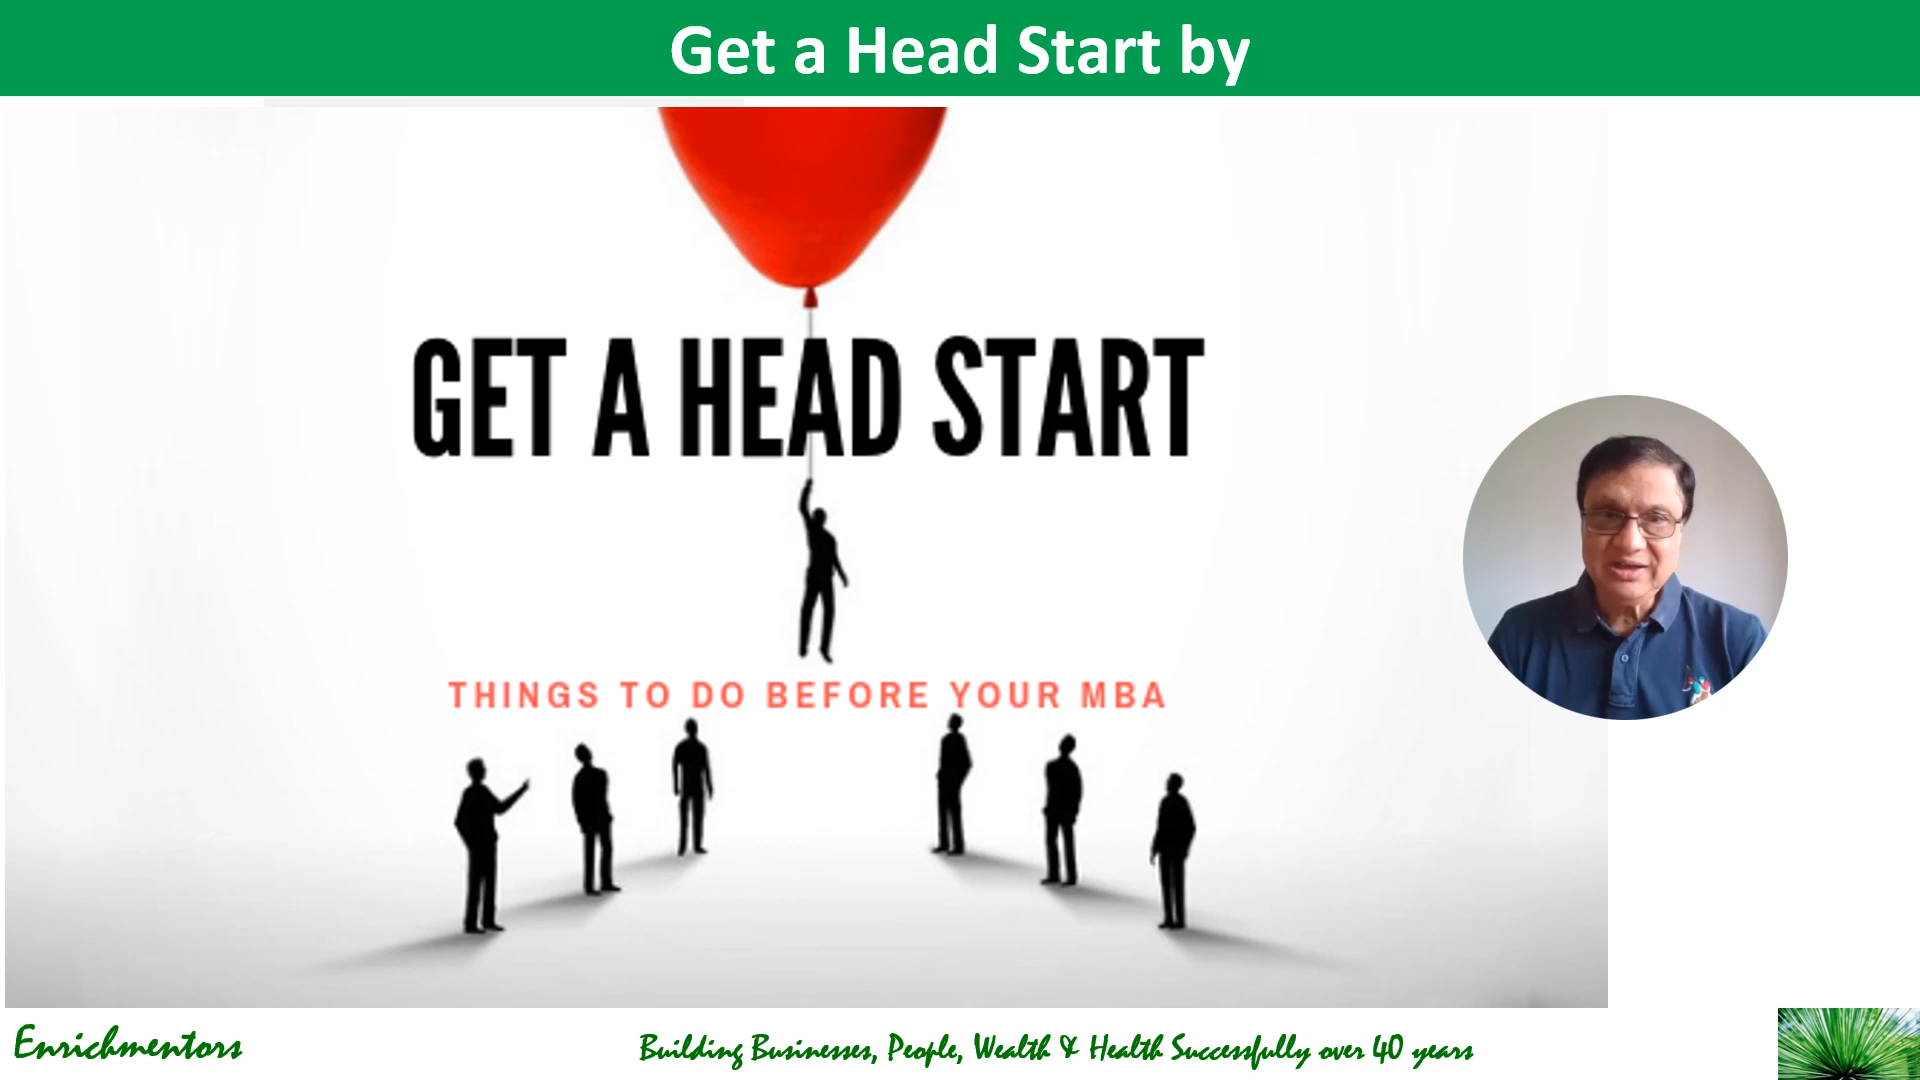 Get a Head Start by
GET A HEAD START
THINGS TO DO BEFORE YOUR MBA
Enrichmentors
Building Businesses, People, Wealth & Health Successfully over 40 years